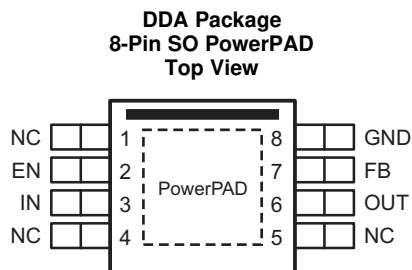 DDA Package
8-Pin SO PowerPAD
Top View
NC 1 8 GND
EN 2 7 FB
PowerPAD
IN 3 6 OUT
NC 4 5 NC